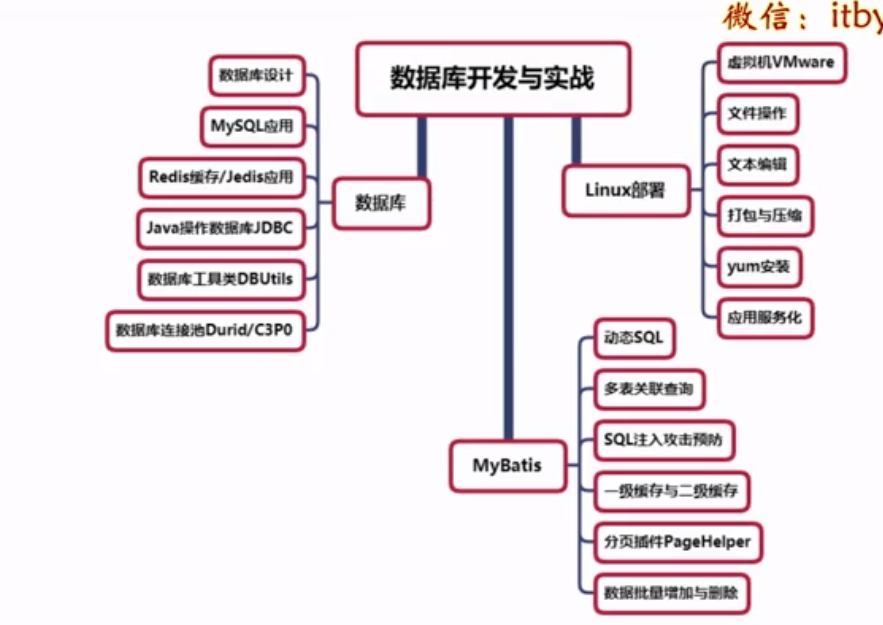 微信：itby
数据库开发与实战
数据库
数据库设计
MySQL应用
Redis缓存/Jedis应用
Java操作数据库JDBC
数据库工具类DBUtils
数据库连接池Durid/C3P0
Linux部署
虚拟机VMware
文件操作
文本编辑
打包与压缩
yum安装
应用服务化
MyBatis
动态SQL
多表关联查询
SQL注入攻击预防
一级缓存与二级缓存
分页插件PageHelper
数据批量增加与删除